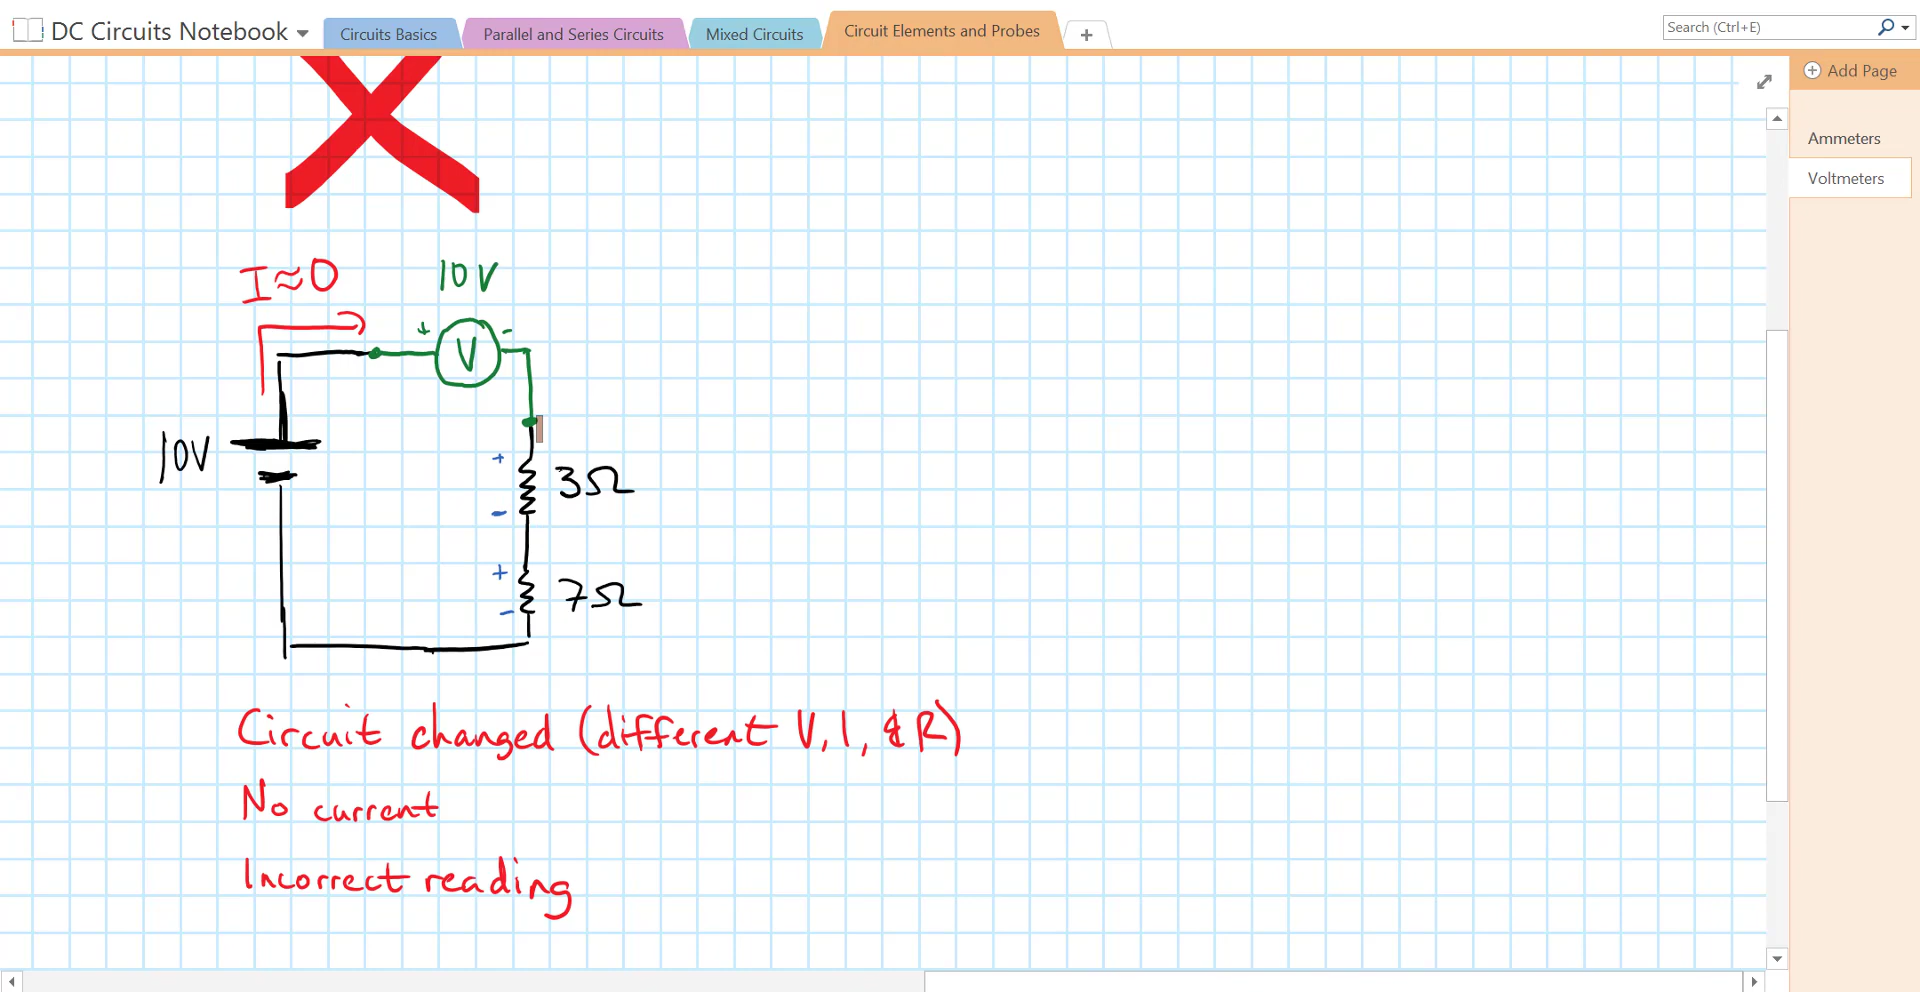 DC Circuits Notebook
Circuits Basics
Parallel and Series Circuits
Mixed Circuits
Circuit Elements and Probes
+
Search (Ctrl+E)
Add Page
Ammeters
Voltmeters
I≈0
10V
+ -
V
10V
+
3Ω
-
+
7Ω
-
Circuit changed (different V, I, & R)
No current
Incorrect reading